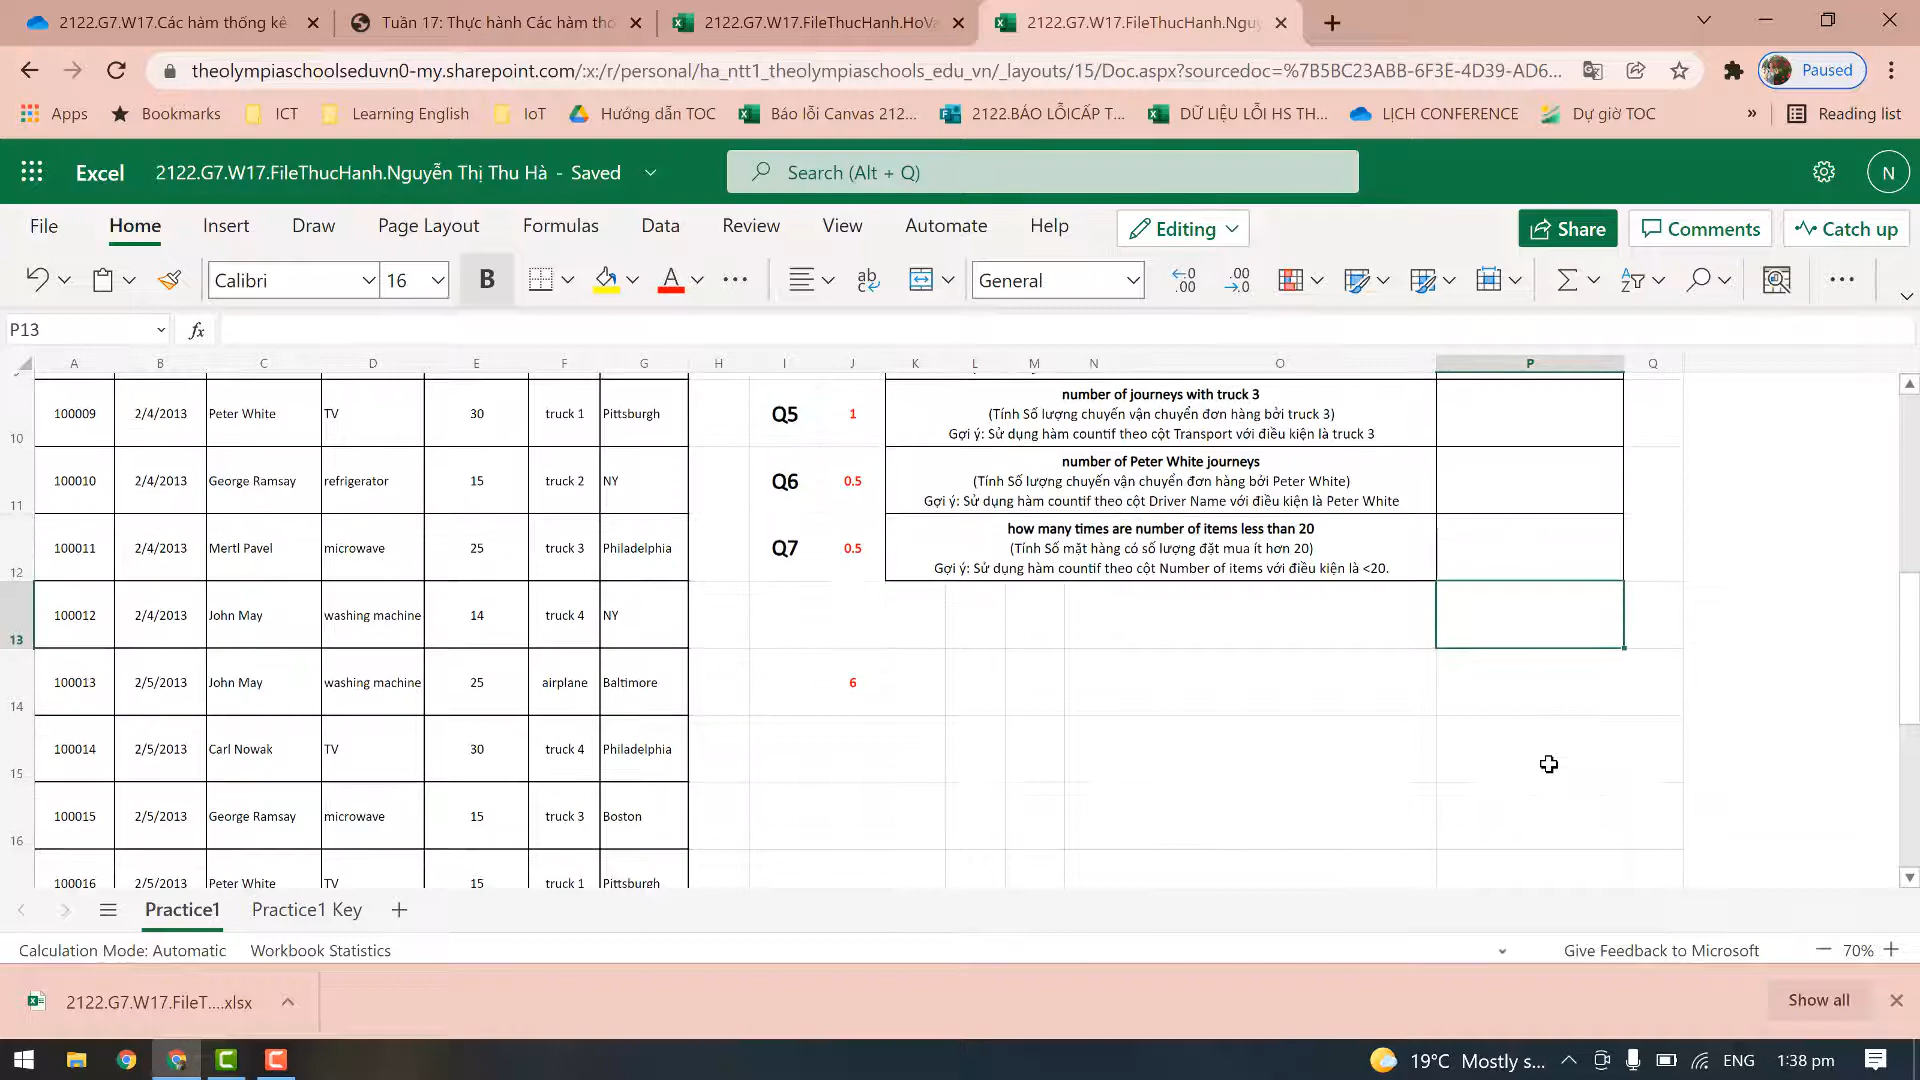 2122.G7.W17.Các hàm thống kê
Tuần 17: Thực hành Các hàm tho
2122.G7.W17.FileThucHanh.HoVa
2122.G7.W17.FileThucHanh.Nguy
theolympiaschoolseduvn0-my.sharepoint.com/:x:/r/personal/ha_ntt1_theolympiaschools_edu_vn/_layouts/15/Doc.aspx?sourcedoc=%7B5BC23ABB-6F3E-4D39-AD6...
Paused
Apps
Bookmarks
ICT
Learning English
IoT
Hướng dẫn TOC
Báo lỗi Canvas 212...
2122.BÁO LỖICẤP T...
DỮ LIỆU LỖI HS TH...
LỊCH CONFERENCE
Dự giờ TOC
»
Reading list
Excel
2122.G7.W17.FileThucHanh.Nguyễn Thị Thu Hà - Saved
Search (Alt + Q)
N
File
Home
Insert
Draw
Page Layout
Formulas
Data
Review
View
Automate
Help
Editing
Share
Comments
Catch up
Calibri
16
B
General
P13
fx
A B C D E F G H I J K L M N O P Q
10 100009 2/4/2013 Peter White TV 30 truck 1 Pittsburgh
Q5 1
number of journeys with truck 3
(Tính Số lượng chuyến vận chuyển đơn hàng bởi truck 3)
Gợi ý: Sử dụng hàm countif theo cột Transport với điều kiện là truck 3
11 100010 2/4/2013 George Ramsay refrigerator 15 truck 2 NY
Q6 0.5
number of Peter White journeys
(Tính Số lượng chuyến vận chuyển đơn hàng bởi Peter White)
Gợi ý: Sử dụng hàm countif theo cột Driver Name với điều kiện là Peter White
12 100011 2/4/2013 Mertl Pavel microwave 25 truck 3 Philadelphia
Q7 0.5
how many times are number of items less than 20
(Tính Số mặt hàng có số lượng đặt mua ít hơn 20)
Gợi ý: Sử dụng hàm countif theo cột Number of items với điều kiện là <20.
13 100012 2/4/2013 John May washing machine 14 truck 4 NY
14 100013 2/5/2013 John May washing machine 25 airplane Baltimore 6
15 100014 2/5/2013 Carl Nowak TV 30 truck 4 Philadelphia
16 100015 2/5/2013 George Ramsay microwave 15 truck 3 Boston
100016 2/5/2013 Peter White TV 15 truck 1 Pittsburgh
Practice1
Practice1 Key
Calculation Mode: Automatic
Workbook Statistics
Give Feedback to Microsoft
70%
2122.G7.W17.FileT....xlsx
Show all
19°C Mostly s...
ENG
1:38 pm